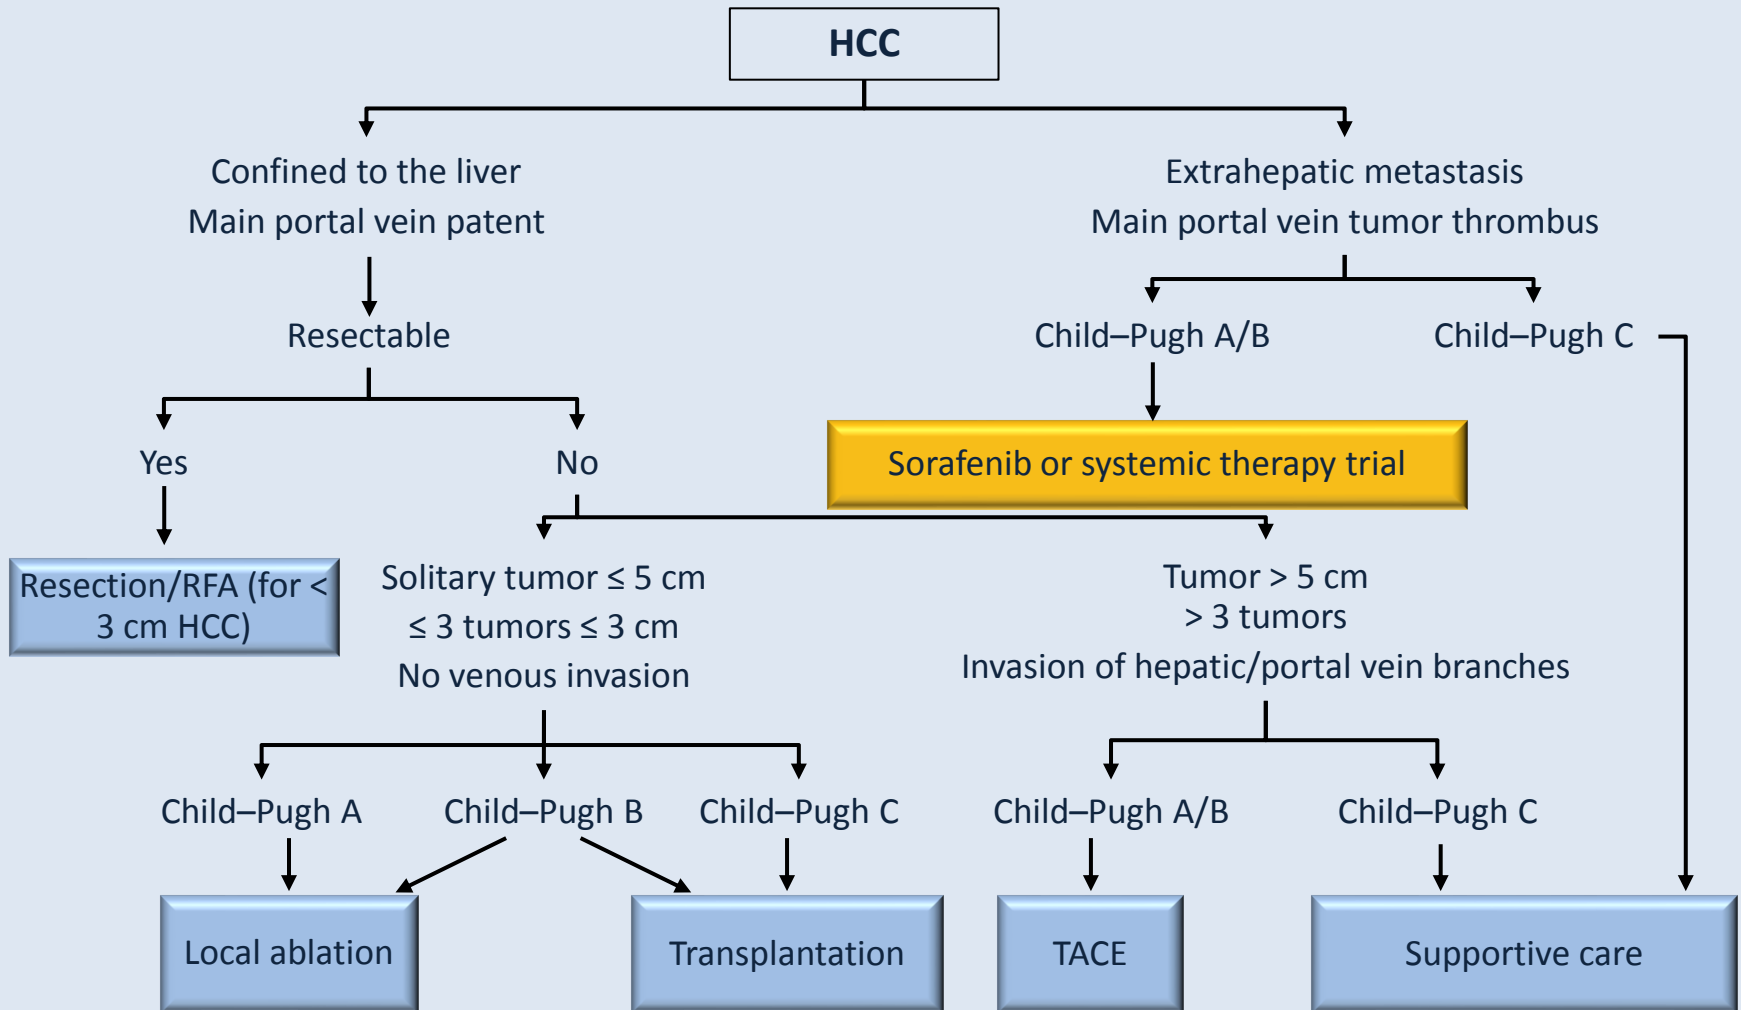 HCC
Confined to the liver
Main portal vein patent
Extrahepatic metastasis
Main portal vein tumor thrombus
Resectable
Child–Pugh A/B
Child–Pugh C
Yes
No
Sorafenib or systemic therapy trial
Resection/RFA (for <
3 cm HCC)
Solitary tumor ≤ 5 cm
≤ 3 tumors ≤ 3 cm
No venous invasion
Tumor > 5 cm
> 3 tumors
Invasion of hepatic/portal vein branches
Child–Pugh A
Child–Pugh B
Child–Pugh C
Child–Pugh A/B
Child–Pugh C
Local ablation
Transplantation
TACE
Supportive care